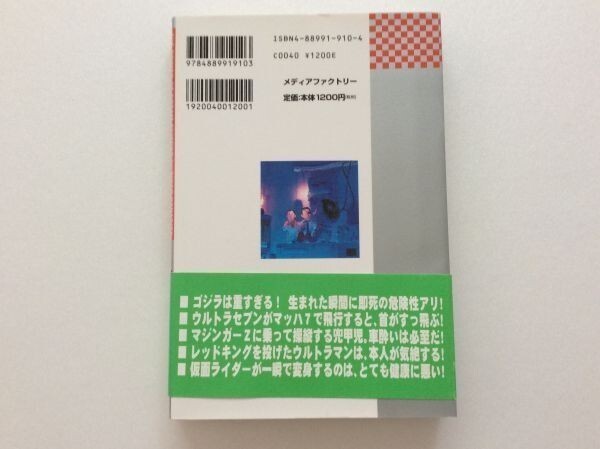 ISBN4-88991-910-4
9784889919103
C0040 ¥1200E
メディアファクトリー
定価:本体1200円(税別)
1920040012001
■ ゴジラは重すぎる! 生まれた瞬間に即死の危険性アリ!
■ ウルトラセブンがマッハ7で飛行すると、首がすっ飛ぶ!
■ マジンガーZに乗って操縦する兜甲児。車酔いは必至だ!
■ レッドキングを投げたウルトラマンは、本人が気絶する!
■ 仮面ライダーが一瞬で変身するのは、とても健康に悪い!